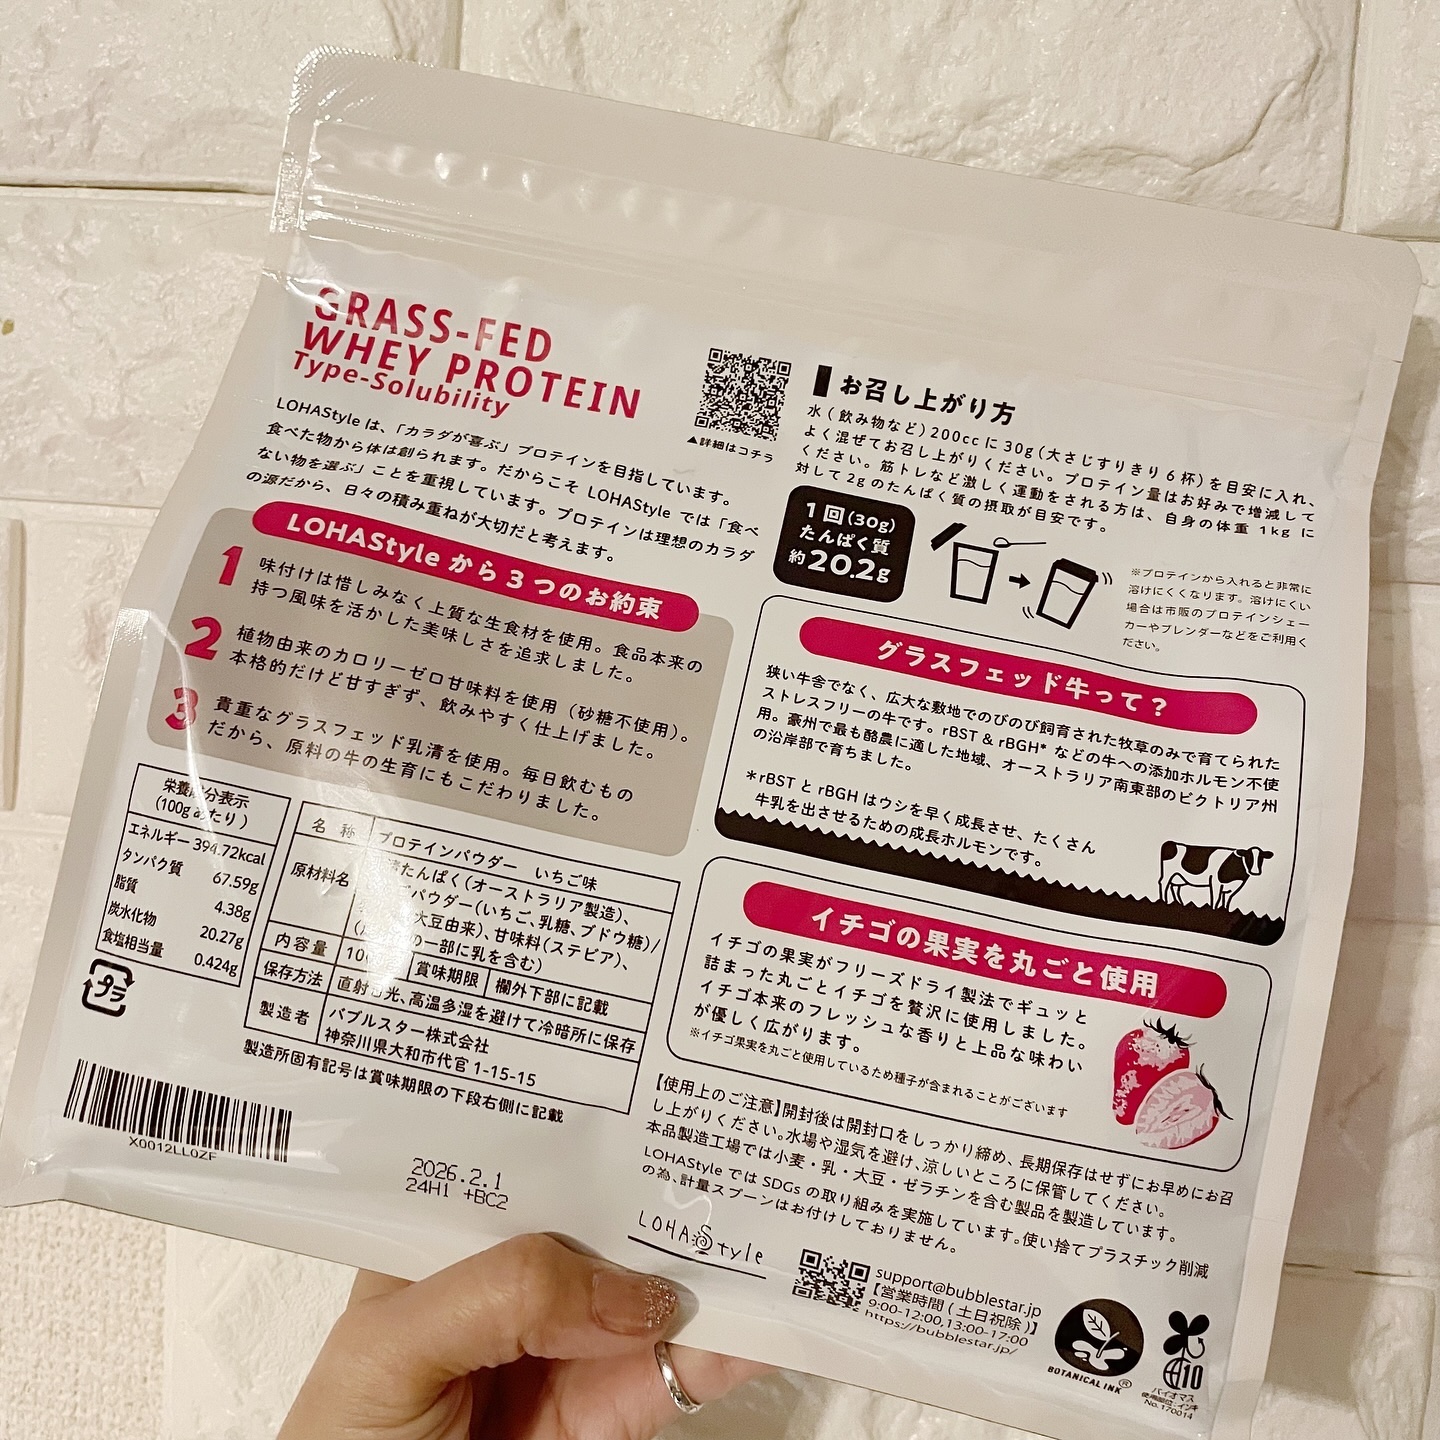 GRASS-FED
WHEY PROTEIN
Type-Solubility
LOHAStyle は、「カラダが喜ぶ」プロテインを目指しています。
食べた物から体は創られます。だからこそ LOHAStyle では「食べ
ない物を選ぶ」ことを重視しています。プロテインは理想のカラダ
の源だから、日々の積み重ねが大切だと考えます。
▲詳細はコチラ
LOHAStyle から 3 つのお約束
1 味付けは惜しみなく上質な生食材を使用。食品本来の
持つ風味を活かした美味しさを追求しました。
2 植物由来のカロリーゼロ甘味料を使用（砂糖不使用）。
本格的だけど甘すぎず、飲みやすく仕上げました。
3 貴重なグラスフェッド乳清を使用。毎日飲むもの
だから、原料の牛の生育にもこだわりました。
栄養成分表示
(100g あたり)
エネルギー 394.72kcal
タンパク質 67.59g
脂質 4.38g
炭水化物 20.27g
食塩相当量 0.424g
プラ
名 称 プロテインパウダー いちご味
原材料名 たんぱく(オーストラリア製造)、
パウダー(いちご、乳糖、ブドウ糖)/
大豆由来)、甘味料(ステビア)、
の一部に乳を含む)
内容量 賞味期限 欄外下部に記載
保存方法 直射日光、高温多湿を避けて冷暗所に保存
製造者 バブルスター株式会社
神奈川県大和市代官 1-15-15
製造所固有記号は賞味期限の下段右側に記載
X0012LL0ZF
2026.2.1
24H1 +BC2
お召し上がり方
水(飲み物など)200cc に 30g(大さじすりきり 6 杯)を目安に入れ、
よく混ぜてお召し上がりください。プロテイン量はお好みで増減して
ください。筋トレなど激しく運動をされる方は、自身の体重 1kg に
対して 2g のたんぱく質の摂取が目安です。
1 回(30g)
たんぱく質
約20.2g
※プロテインから入れると非常に
溶けにくくなります。溶けにくい
場合は市販のプロテインシェー
カーやブレンダーなどをご利用く
ださい。
グラスフェッド牛って？
狭い牛舎でなく、広大な敷地でのびのび飼育された牧草のみで育てられた
ストレスフリーの牛です。rBST & rBGH* などの牛への添加ホルモン不使
用。豪州で最も酪農に適した地域、オーストラリア南東部のビクトリア州
の沿岸部で育ちました。
＊rBST と rBGH はウシを早く成長させ、たくさん
牛乳を出させるための成長ホルモンです。
イチゴの果実を丸ごと使用
イチゴの果実がフリーズドライ製法でギュッと
詰まった丸ごとイチゴを贅沢に使用しました。
イチゴ本来のフレッシュな香りと上品な味わい
が優しく広がります。
※イチゴ果実を丸ごと使用しているため種子が含まれることがございます
【使用上のご注意】開封後は開封口をしっかり締め、長期保存はせずにお早めにお召
し上がりください。水場や湿気を避け、涼しいところに保管してください。
本品製造工場では小麦・乳・大豆・ゼラチンを含む製品を製造しています。
LOHAStyle では SDGs の取り組みを実施しています。使い捨てプラスチック削減
の為、計量スプーンはお付けしておりません。
LOHAStyle
support@bubblestar.jp
【営業時間(土日祝除)】
9:00-12:00,13:00-17:00
https://bubblestar.jp/
BOTANICAL INK®
10
バイオマス
使用部位:インキ
No.170014